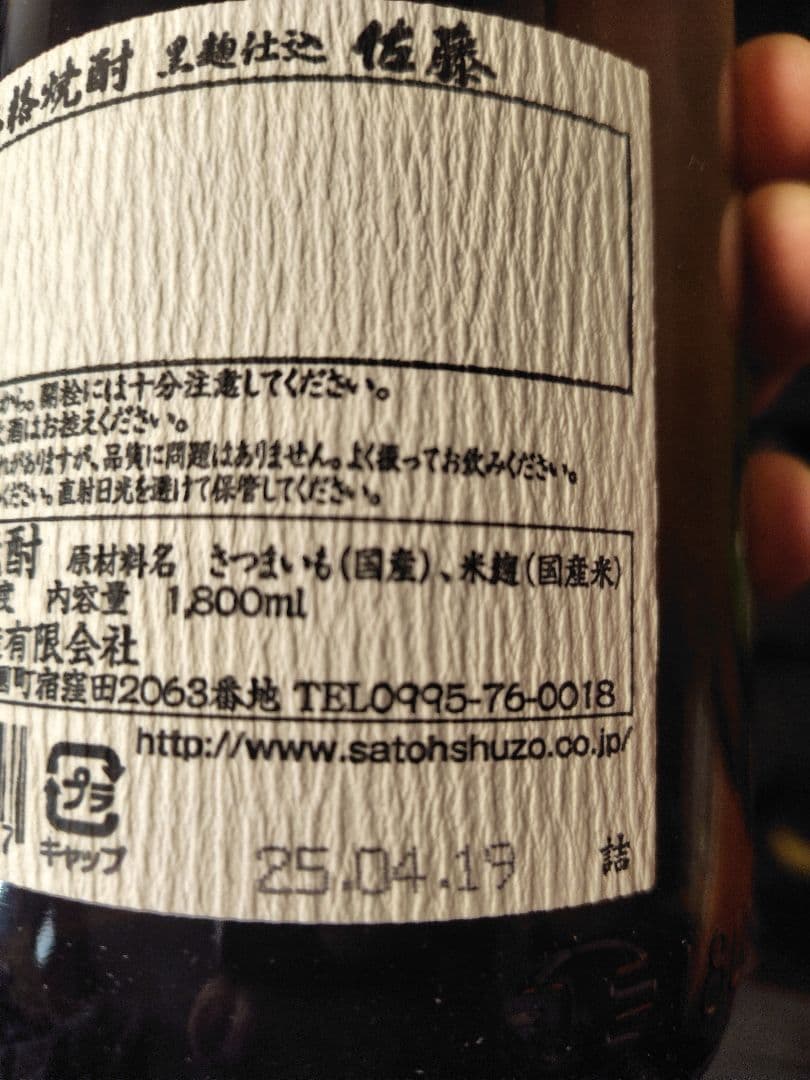 格焼酎 黒麹仕込 佐藤
から。開栓には十分注意してください。
酒はお控えください。
がありますが、品質に問題はありません。よく振ってお飲みください。
ください。直射日光を避けて保管してください。
酎 原材料名 さつまいも(国産)、米麹(国産米)
度 内容量 1,800ml
有限会社
町宿窪田2063番地 TEL0995-76-0018
http://www.satohshuzo.co.jp/
7
プラ
キャップ
25.04.19 詰